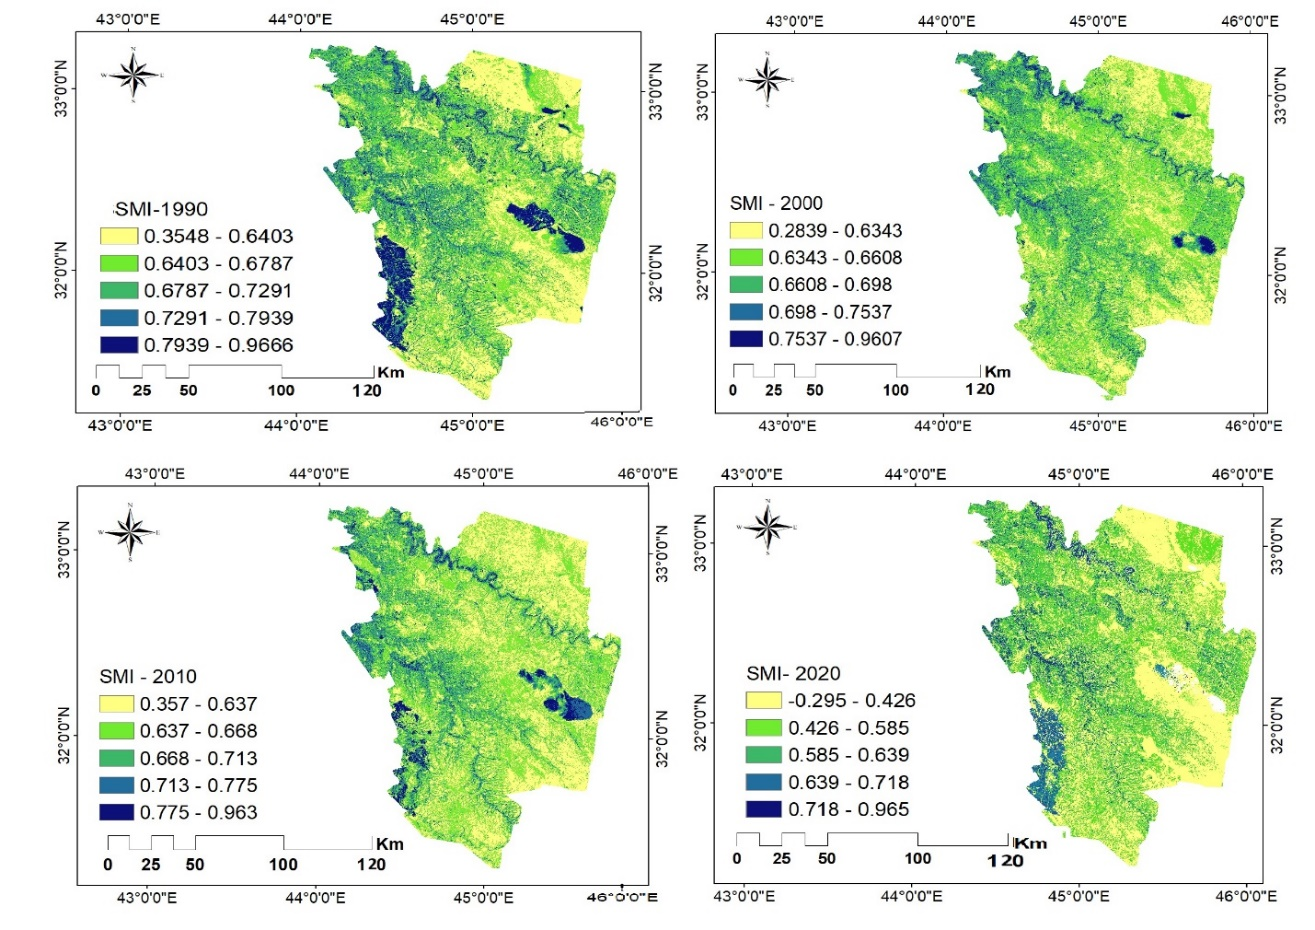 43°0'0"E 44°0'0"E 45°0'0"E
33°0'0"N
32°0'0"N
N
W E
S
SMI-1990
0.3548 - 0.6403
0.6403 - 0.6787
0.6787 - 0.7291
0.7291 - 0.7939
0.7939 - 0.9666
Km
0 25 50 100 120
33°0'0"N
32°0'0"N
43°0'0"E 44°0'0"E 45°0'0"E 46°0'0"E
43°0'0"E 44°0'0"E 45°0'0"E 46°0'0"E
33°0'0"N
32°0'0"N
N
W E
S
SMI - 2000
0.2839 - 0.6343
0.6343 - 0.6608
0.6608 - 0.698
0.698 - 0.7537
0.7537 - 0.9607
Km
0 25 50 100 120
33°0'0"N
32°0'0"N
43°0'0"E 44°0'0"E 45°0'0"E 46°0'0"E
43°0'0"E 44°0'0"E 45°0'0"E 46°0'0"E
33°0'0"N
32°0'0"N
N
W E
S
SMI - 2010
0.357 - 0.637
0.637 - 0.668
0.668 - 0.713
0.713 - 0.775
0.775 - 0.963
Km
0 25 50 100 120
33°0'0"N
32°0'0"N
43°0'0"E 44°0'0"E 45°0'0"E 46°0'0"E
43°0'0"E 44°0'0"E 45°0'0"E 46°0'0"E
33°0'0"N
32°0'0"N
N
W E
S
SMI- 2020
-0.295 - 0.426
0.426 - 0.585
0.585 - 0.639
0.639 - 0.718
0.718 - 0.965
Km
0 25 50 100 120
33°0'0"N
32°0'0"N
43°0'0"E 44°0'0"E 45°0'0"E 46°0'0"E